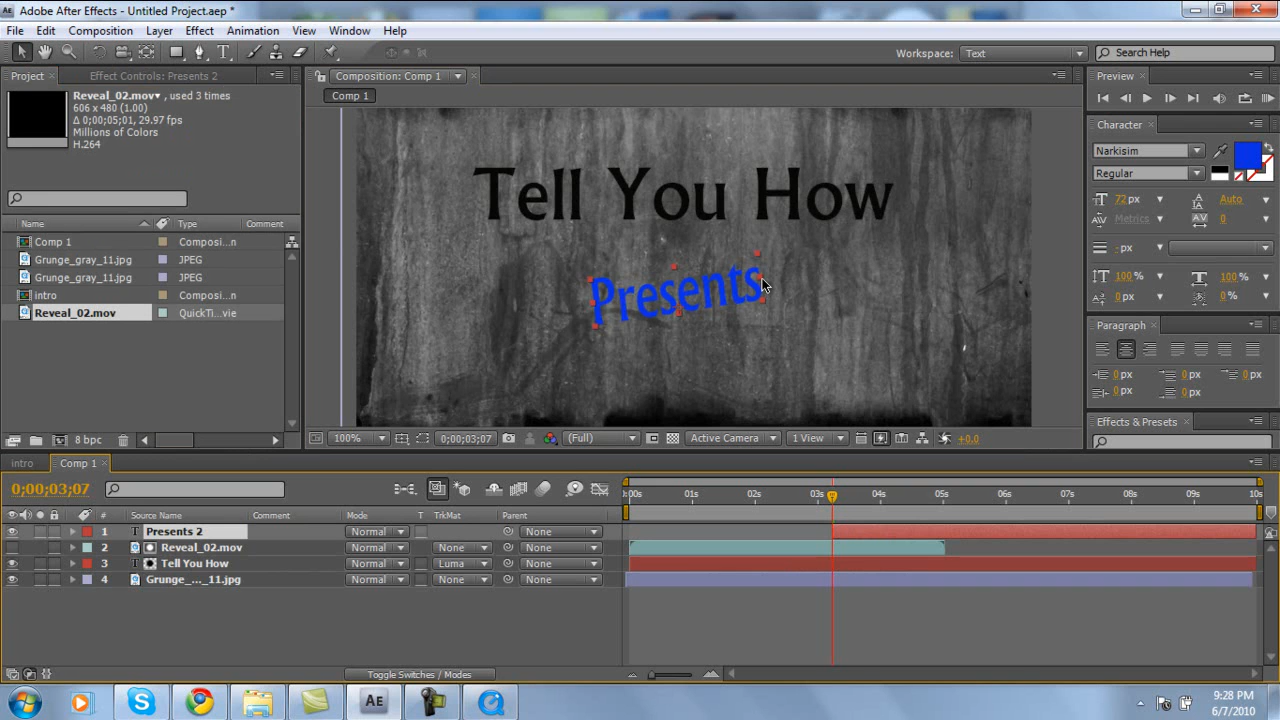 Adobe After Effects - Untitled Project.aep *
File Edit Composition Layer Effect Animation View Window Help
Workspace: Text Search Help
Project Effect Controls: Presents 2
Composition: Comp 1
Comp 1
Reveal_02.mov , used 3 times
606 x 480 (1.00)
Δ 0;00;05;01, 29.97 fps
Millions of Colors
H.264
Name Type Comment
Comp 1 Composi...n
Grunge_gray_11.jpg JPEG
Grunge_gray_11.jpg JPEG
intro Composi...n
Reveal_02.mov QuickTi...vie
8 bpc
Tell You How
Presents
100% 0;00;03;07 (Full) Active Camera 1 View +0.0
Preview
Character
Narkisim
Regular
72 px Auto
Metrics 0
- px
100 % 100 %
0 px 0 %
Paragraph
0 px 0 px 0 px
0 px 0 px
Effects & Presets
intro Comp 1
0;00;03;07
# Source Name Comment Mode T TrkMat Parent
0:00s 01s 02s 03s 04s 05s 06s 07s 08s 09s 10s
1 T Presents 2 Normal None
2 Reveal_02.mov Normal None None
3 T Tell You How Normal Luma None
4 Grunge_..._11.jpg Normal None None
Toggle Switches / Modes
Ae
9:28 PM
6/7/2010